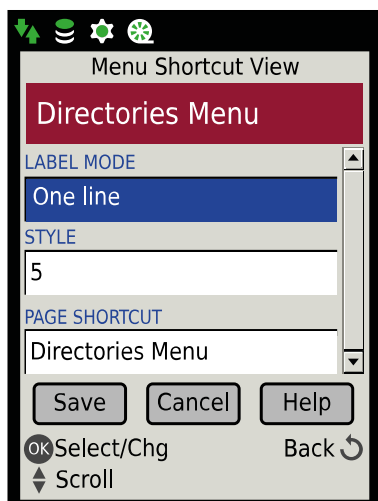 Menu Shortcut View
Directories Menu
LABEL MODE
One line
STYLE
5
PAGE SHORTCUT
Directories Menu
Save Cancel Help
OK Select/Chg Back
Scroll